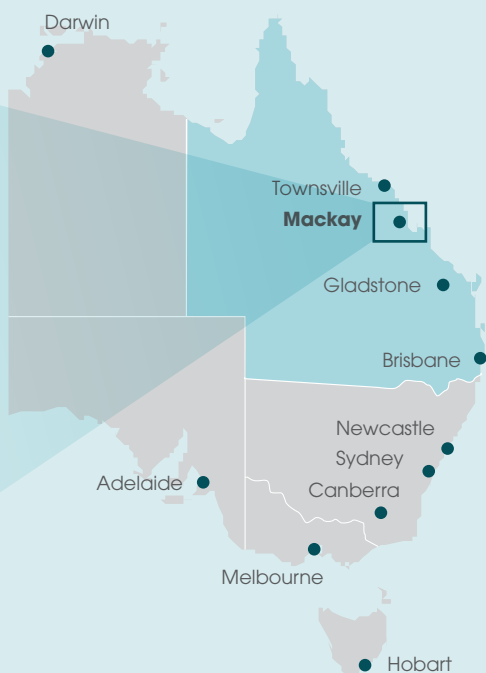 Darwin
Townsville
Mackay
Gladstone
Brisbane
Newcastle
Sydney
Canberra
Adelaide
Melbourne
Hobart